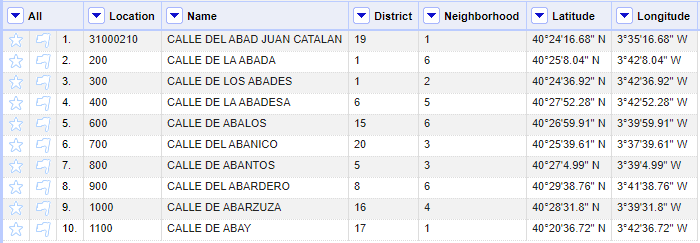 All Location Name District Neighborhood Latitude Longitude
1. 31000210 CALLE DEL ABAD JUAN CATALAN 19 1 40°24'16.68" N 3°35'16.68" W
2. 200 CALLE DE LA ABADA 1 6 40°25'8.04" N 3°42'8.04" W
3. 300 CALLE DE LOS ABADES 1 2 40°24'36.92" N 3°42'36.92" W
4. 400 CALLE DE LA ABADESA 6 5 40°27'52.28" N 3°42'52.28" W
5. 600 CALLE DE ABALOS 15 6 40°26'59.91" N 3°39'59.91" W
6. 700 CALLE DEL ABANICO 20 3 40°25'39.61" N 3°37'39.61" W
7. 800 CALLE DE ABANTOS 5 3 40°27'4.99" N 3°39'4.99" W
8. 900 CALLE DEL ABARDERO 8 6 40°29'38.76" N 3°41'38.76" W
9. 1000 CALLE DE ABARZUZA 16 4 40°28'31.8" N 3°39'31.8" W
10. 1100 CALLE DE ABAY 17 1 40°20'36.72" N 3°42'36.72" W